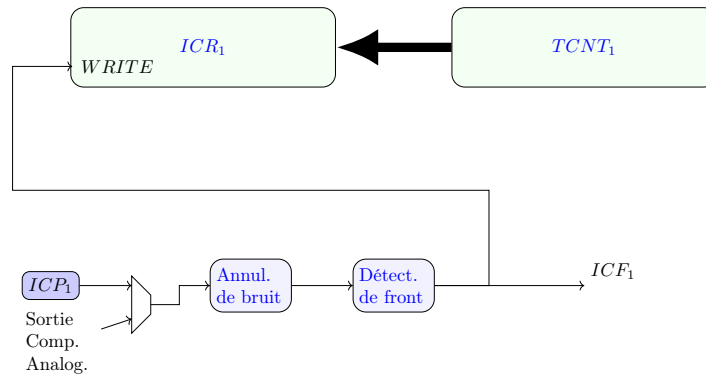 ICR₁
TCNT₁
WRITE
ICP₁
Annul.
de bruit
Détect.
de front
ICF₁
Sortie
Comp.
Analog.